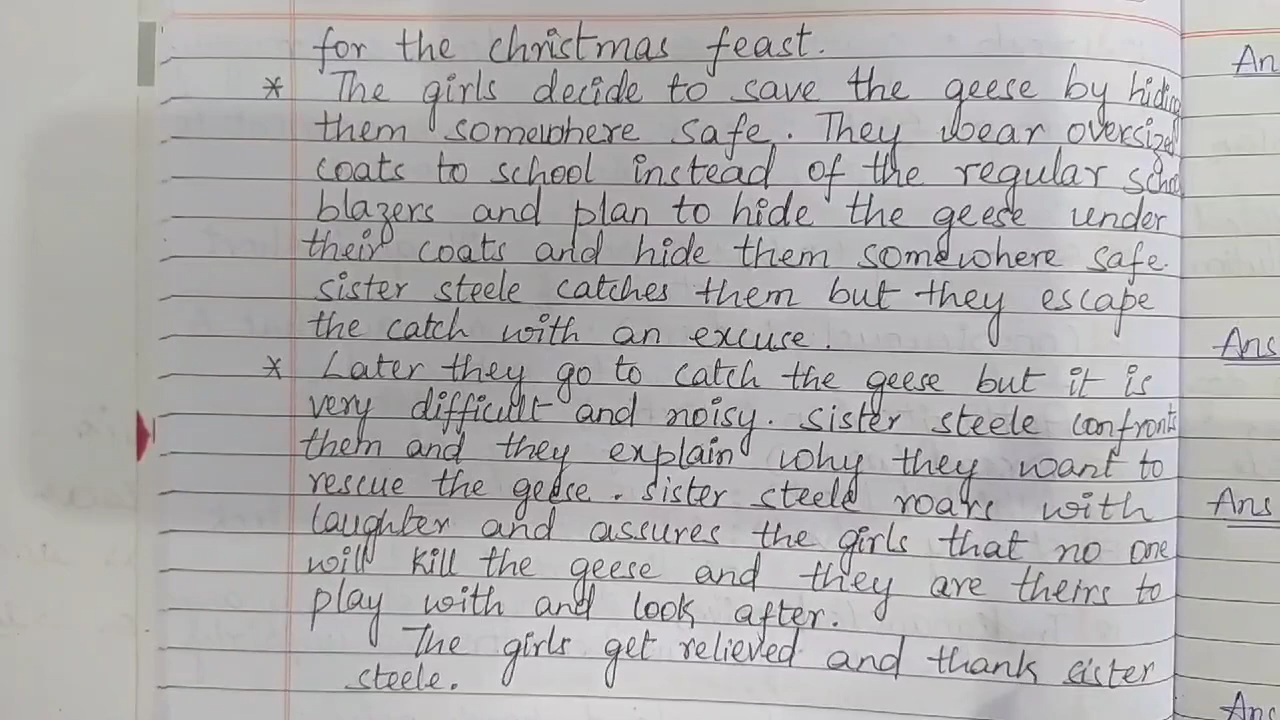 for the christmas feast.
* The girls decide to save the geese by hiding
them somewhere safe. They wear oversized
coats to school instead of the regular
blazers and plan to hide the geese under
their coats and hide them somewhere safe.
sister steele catches them but they escape
the catch with an excuse.
* Later they go to catch the geese but it is
very difficult and noisy. sister steele confronts
them and they explain why they want to
rescue the geese. sister steele roars with
laughter and assures the girls that no one
will kill the geese and they are theirs to
play with and look after.
The girls get relieved and thank sister
steele.
An
Ans
Ans
Ans